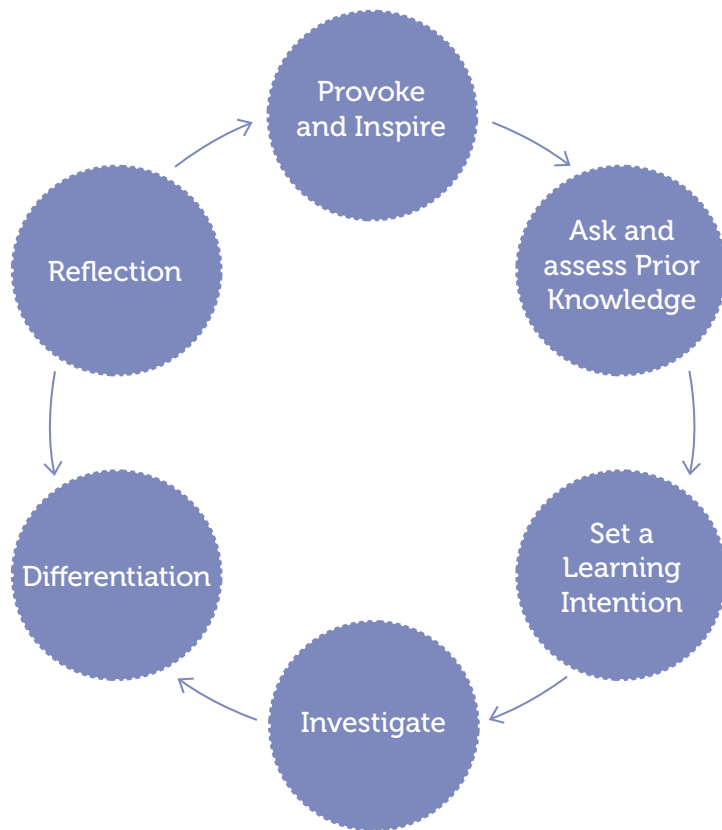 Provoke
and Inspire
Ask and
assess Prior
Knowledge
Set a
Learning
Intention
Investigate
Differentiation
Reflection